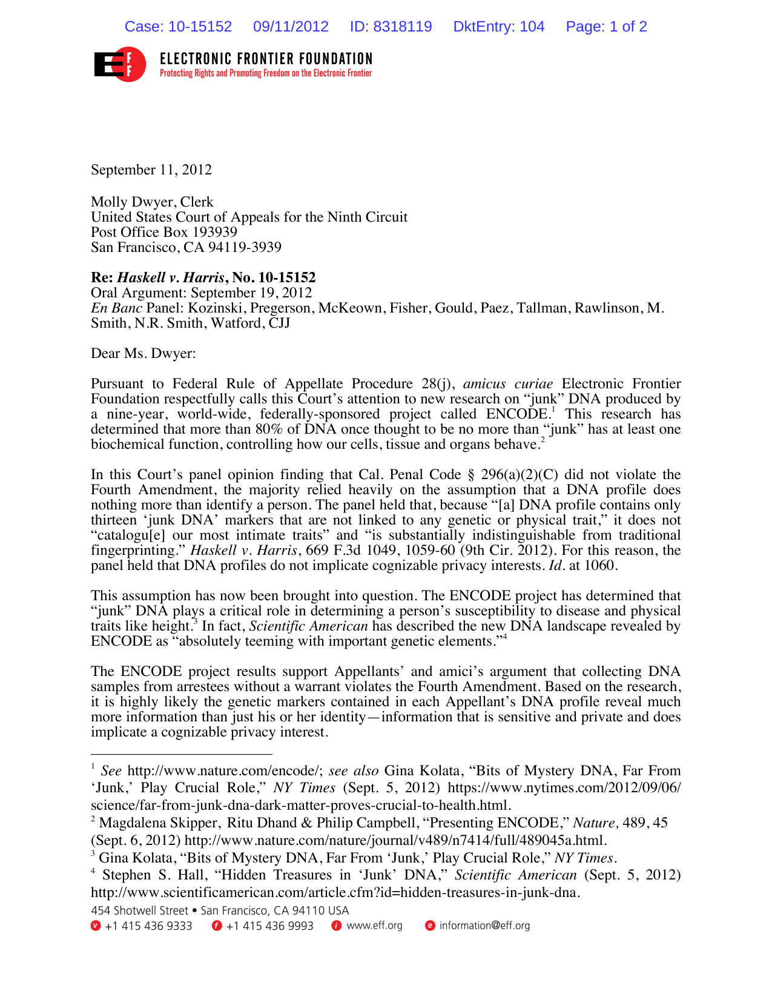 Case: 10-15152 09/11/2012 ID: 8318119 DktEntry: 104 Page: 1 of 2
EFF
ELECTRONIC FRONTIER FOUNDATION
Protecting Rights and Promoting Freedom on the Electronic Frontier
September 11, 2012
Molly Dwyer, Clerk
United States Court of Appeals for the Ninth Circuit
Post Office Box 193939
San Francisco, CA 94119-3939
Re: Haskell v. Harris, No. 10-15152
Oral Argument: September 19, 2012
En Banc Panel: Kozinski, Pregerson, McKeown, Fisher, Gould, Paez, Tallman, Rawlinson, M.
Smith, N.R. Smith, Watford, CJJ
Dear Ms. Dwyer:
Pursuant to Federal Rule of Appellate Procedure 28(j), amicus curiae Electronic Frontier
Foundation respectfully calls this Court’s attention to new research on “junk” DNA produced by
a nine-year, world-wide, federally-sponsored project called ENCODE.1 This research has
determined that more than 80% of DNA once thought to be no more than “junk” has at least one
biochemical function, controlling how our cells, tissue and organs behave.2
In this Court’s panel opinion finding that Cal. Penal Code § 296(a)(2)(C) did not violate the
Fourth Amendment, the majority relied heavily on the assumption that a DNA profile does
nothing more than identify a person. The panel held that, because “[a] DNA profile contains only
thirteen ‘junk DNA’ markers that are not linked to any genetic or physical trait,” it does not
“catalogu[e] our most intimate traits” and “is substantially indistinguishable from traditional
fingerprinting.” Haskell v. Harris, 669 F.3d 1049, 1059-60 (9th Cir. 2012). For this reason, the
panel held that DNA profiles do not implicate cognizable privacy interests. Id. at 1060.
This assumption has now been brought into question. The ENCODE project has determined that
“junk” DNA plays a critical role in determining a person’s susceptibility to disease and physical
traits like height.3 In fact, Scientific American has described the new DNA landscape revealed by
ENCODE as “absolutely teeming with important genetic elements.”4
The ENCODE project results support Appellants’ and amici’s argument that collecting DNA
samples from arrestees without a warrant violates the Fourth Amendment. Based on the research,
it is highly likely the genetic markers contained in each Appellant’s DNA profile reveal much
more information than just his or her identity—information that is sensitive and private and does
implicate a cognizable privacy interest.
1 See http://www.nature.com/encode/; see also Gina Kolata, “Bits of Mystery DNA, Far From
‘Junk,’ Play Crucial Role,” NY Times (Sept. 5, 2012) https://www.nytimes.com/2012/09/06/
science/far-from-junk-dna-dark-matter-proves-crucial-to-health.html.
2 Magdalena Skipper, Ritu Dhand & Philip Campbell, “Presenting ENCODE,” Nature, 489, 45
(Sept. 6, 2012) http://www.nature.com/nature/journal/v489/n7414/full/489045a.html.
3 Gina Kolata, “Bits of Mystery DNA, Far From ‘Junk,’ Play Crucial Role,” NY Times.
4 Stephen S. Hall, “Hidden Treasures in ‘Junk’ DNA,” Scientific American (Sept. 5, 2012)
http://www.scientificamerican.com/article.cfm?id=hidden-treasures-in-junk-dna.
454 Shotwell Street • San Francisco, CA 94110 USA
v +1 415 436 9333 f +1 415 436 9993 i www.eff.org e information@eff.org